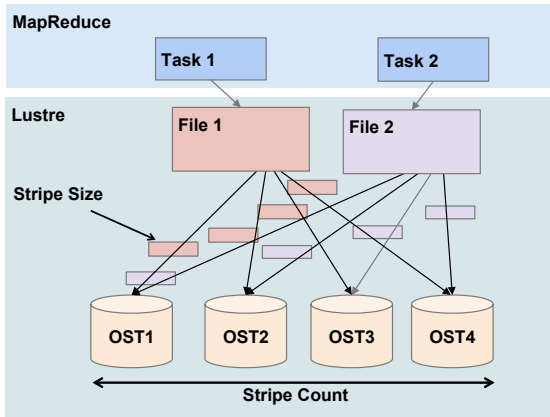 MapReduce
Task 1
Task 2
Lustre
File 1
File 2
Stripe Size
OST1
OST2
OST3
OST4
Stripe Count